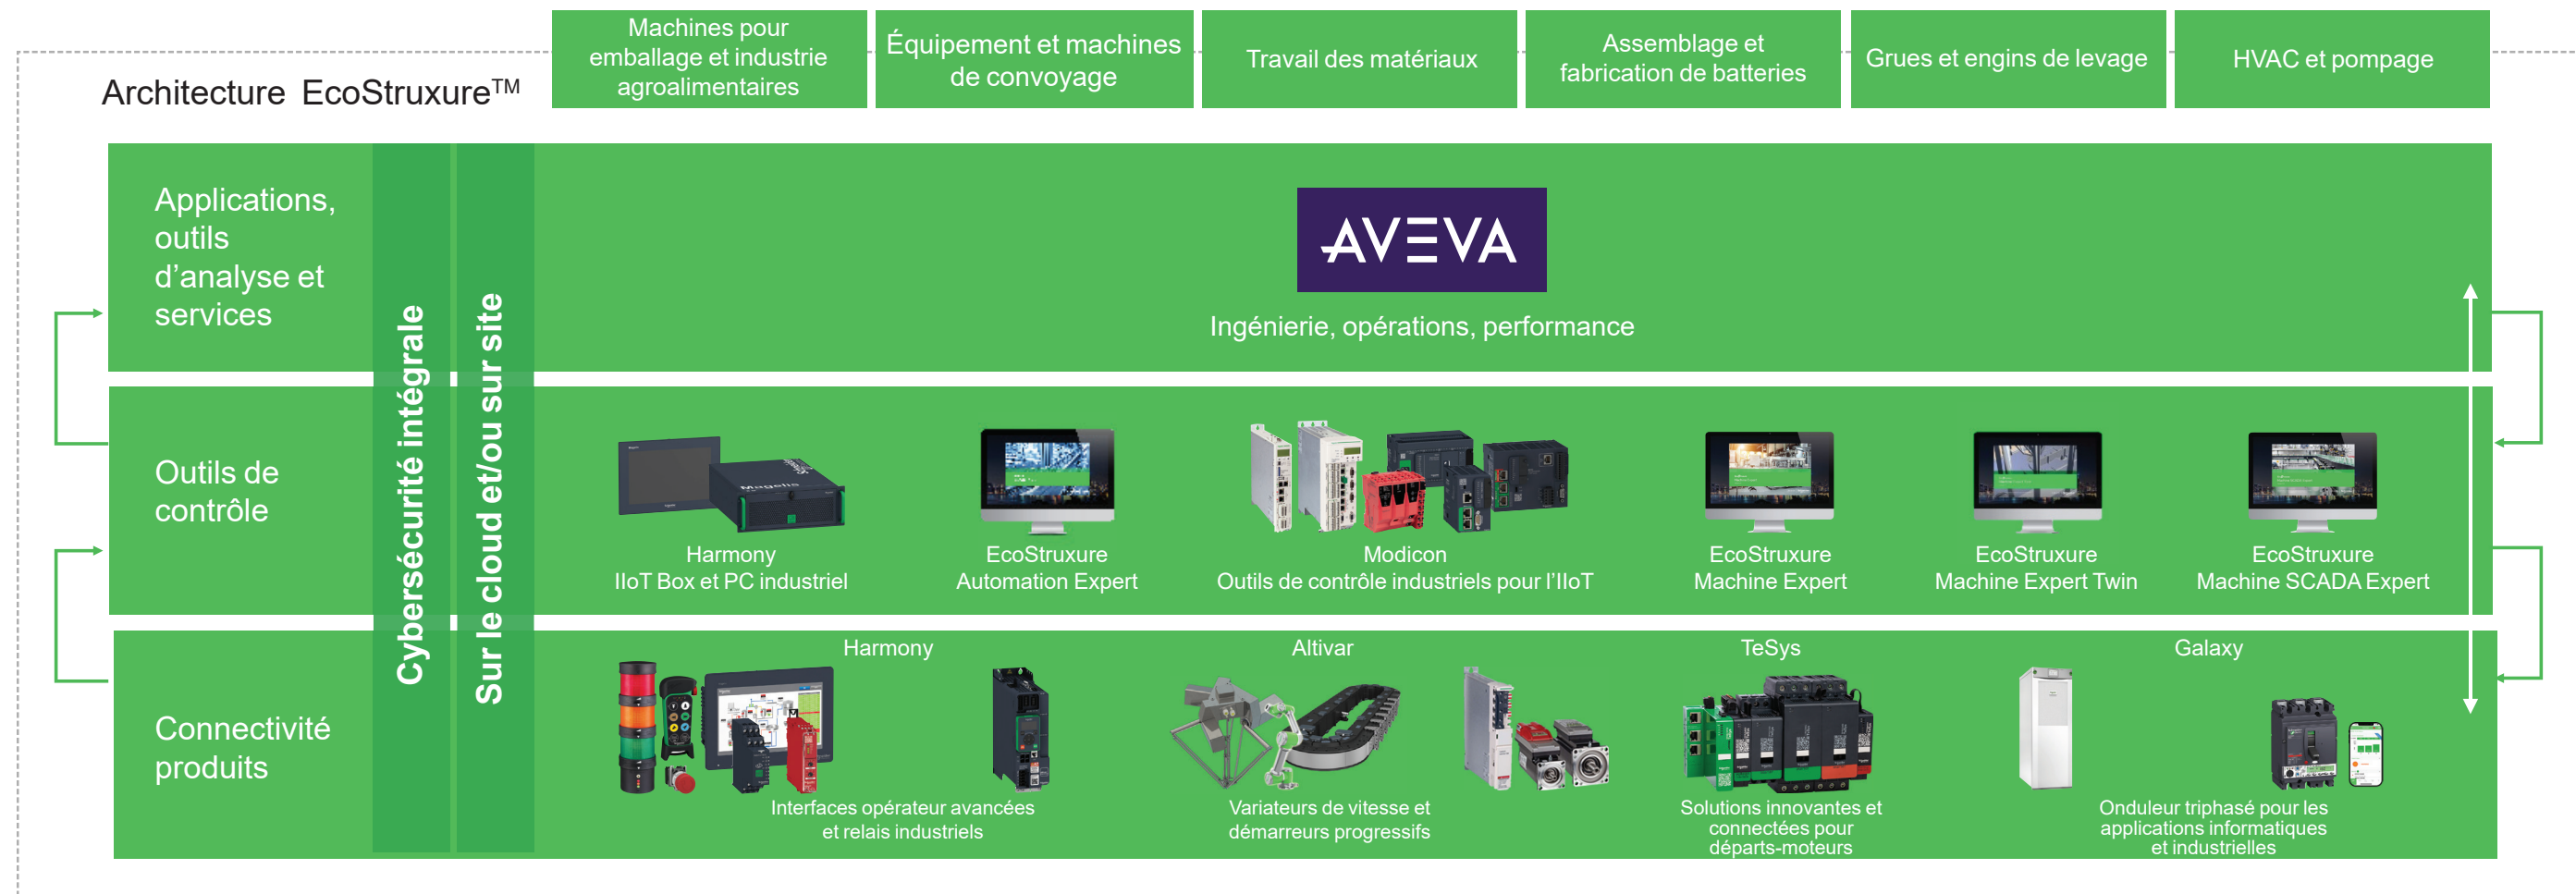 Machines pour
emballage et industrie
agroalimentaires
Équipement et machines
de convoyage
Travail des matériaux
Assemblage et
fabrication de batteries
Grues et engins de levage
HVAC et pompage
Architecture EcoStruxure™
Applications,
outils
d’analyse et
services
Cybersécurité intégrale
Sur le cloud et/ou sur site
AVEVA
Ingénierie, opérations, performance
Outils de
contrôle
Magelis
Harmony
IIoT Box et PC industriel
EcoStruxure
Automation Expert
Modicon
Outils de contrôle industriels pour l’IIoT
EcoStruxure
Machine Expert
EcoStruxure
Machine Expert Twin
EcoStruxure
Machine SCADA Expert
Connectivité
produits
Harmony
Interfaces opérateur avancées
et relais industriels
Altivar
Variateurs de vitesse et
démarreurs progressifs
TeSys
Solutions innovantes et
connectées pour
départs-moteurs
Galaxy
Onduleur triphasé pour les
applications informatiques
et industrielles